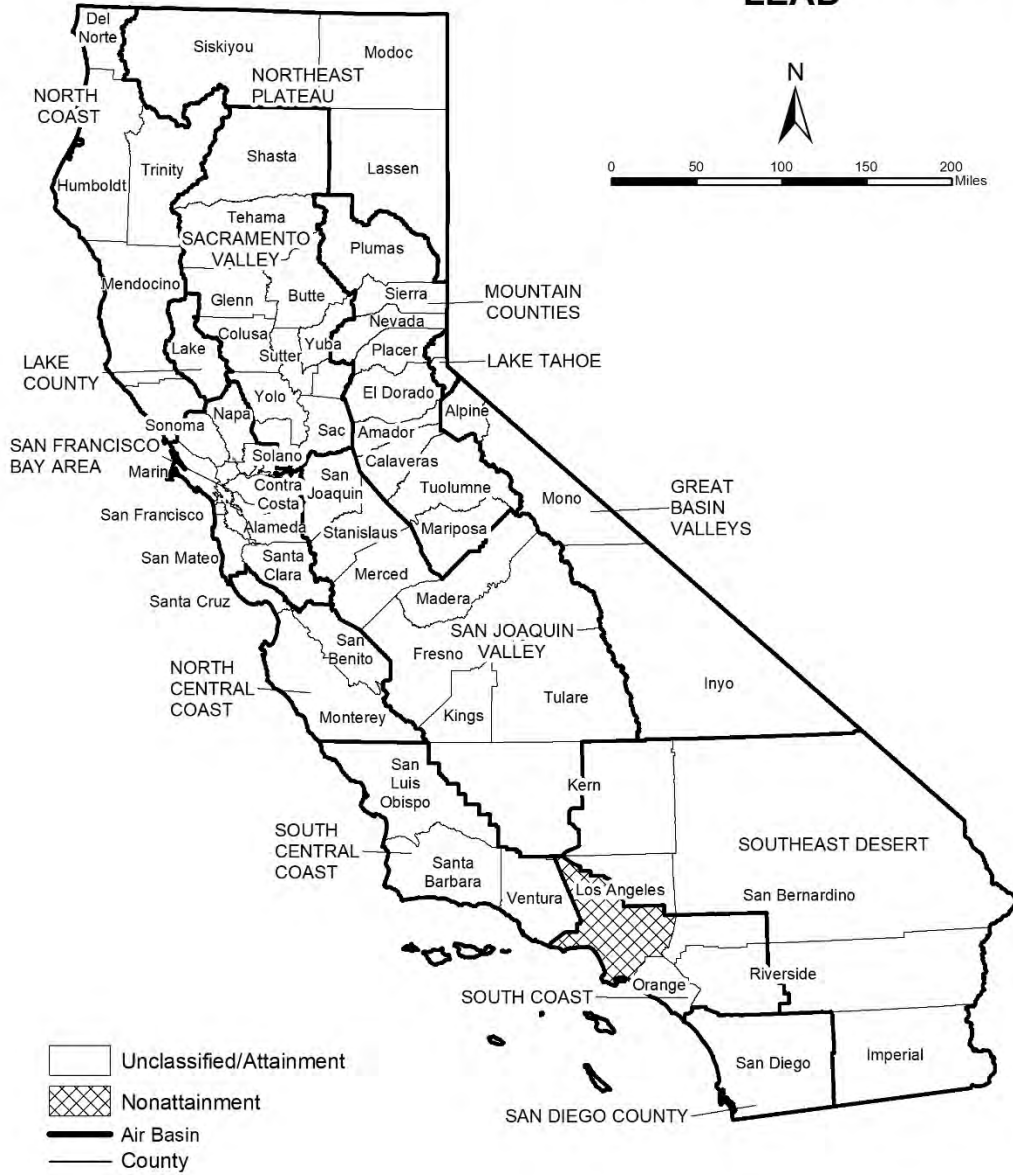 LEAD
N
0 50 100 150 200
Miles
Del
Norte
Siskiyou
Modoc
NORTHEAST
PLATEAU
NORTH
COAST
Shasta
Trinity
Lassen
Humboldt
Tehama
SACRAMENTO
VALLEY
Plumas
Mendocino
Glenn
Butte
Sierra
MOUNTAIN
COUNTIES
Nevada
Colusa
Yuba
Lake
Sutter
Placer
LAKE
COUNTY
LAKE TAHOE
Yolo
El Dorado
Napa
Alpine
Sonoma
Sac
Amador
SAN FRANCISCO
BAY AREA
Solano
Calaveras
Marin
Contra
Costa
San
Joaquin
Tuolumne
Mono
GREAT
BASIN
VALLEYS
San Francisco
Alameda
Stanislaus
Mariposa
San Mateo
Santa
Clara
Merced
Santa Cruz
Madera
San
Benito
SAN JOAQUIN
VALLEY
Fresno
NORTH
CENTRAL
COAST
Inyo
Tulare
Monterey
Kings
San
Luis
Obispo
Kern
SOUTH
CENTRAL
COAST
SOUTHEAST DESERT
Santa
Barbara
Ventura
Los Angeles
San Bernardino
Riverside
Orange
SOUTH COAST
San Diego
Imperial
SAN DIEGO COUNTY
Unclassified/Attainment
Nonattainment
Air Basin
County